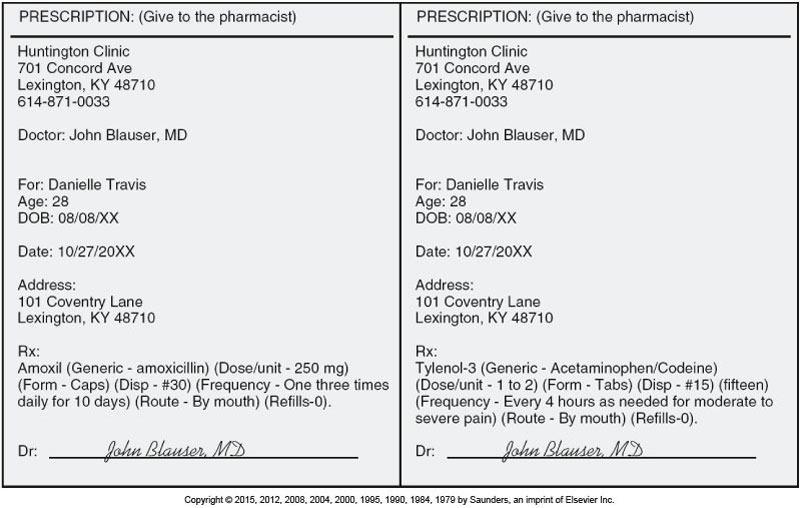 PRESCRIPTION: (Give to the pharmacist)
Huntington Clinic
701 Concord Ave
Lexington, KY 48710
614-871-0033
Doctor: John Blauser, MD
For: Danielle Travis
Age: 28
DOB: 08/08/XX
Date: 10/27/20XX
Address:
101 Coventry Lane
Lexington, KY 48710
Rx:
Amoxil (Generic - amoxicillin) (Dose/unit - 250 mg)
(Form - Caps) (Disp - #30) (Frequency - One three times
daily for 10 days) (Route - By mouth) (Refills-0).
Dr: John Blauser, MD
PRESCRIPTION: (Give to the pharmacist)
Huntington Clinic
701 Concord Ave
Lexington, KY 48710
614-871-0033
Doctor: John Blauser, MD
For: Danielle Travis
Age: 28
DOB: 08/08/XX
Date: 10/27/20XX
Address:
101 Coventry Lane
Lexington, KY 48710
Rx:
Tylenol-3 (Generic - Acetaminophen/Codeine)
(Dose/unit - 1 to 2) (Form - Tabs) (Disp - #15) (fifteen)
(Frequency - Every 4 hours as needed for moderate to
severe pain) (Route - By mouth) (Refills-0).
Dr: John Blauser, MD
Copyright © 2015, 2012, 2008, 2004, 2000, 1995, 1990, 1984, 1979 by Saunders, an imprint of Elsevier Inc.